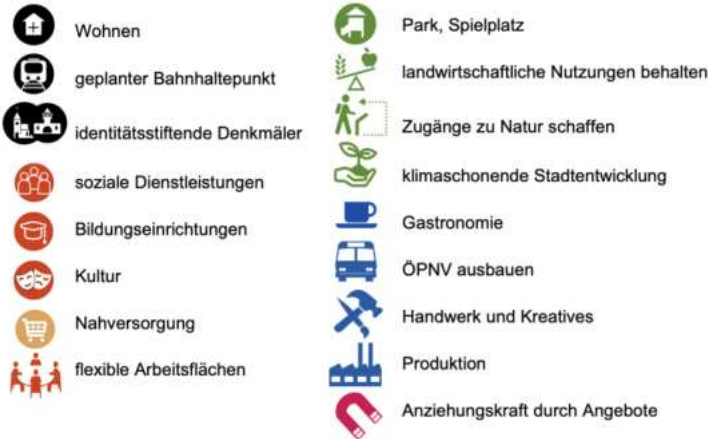 Wohnen
geplanter Bahnhaltepunkt
identitätsstiftende Denkmäler
soziale Dienstleistungen
Bildungseinrichtungen
Kultur
Nahversorgung
flexible Arbeitsflächen
Park, Spielplatz
landwirtschaftliche Nutzungen behalten
Zugänge zu Natur schaffen
klimaschonende Stadtentwicklung
Gastronomie
ÖPNV ausbauen
Handwerk und Kreatives
Produktion
Anziehungskraft durch Angebote